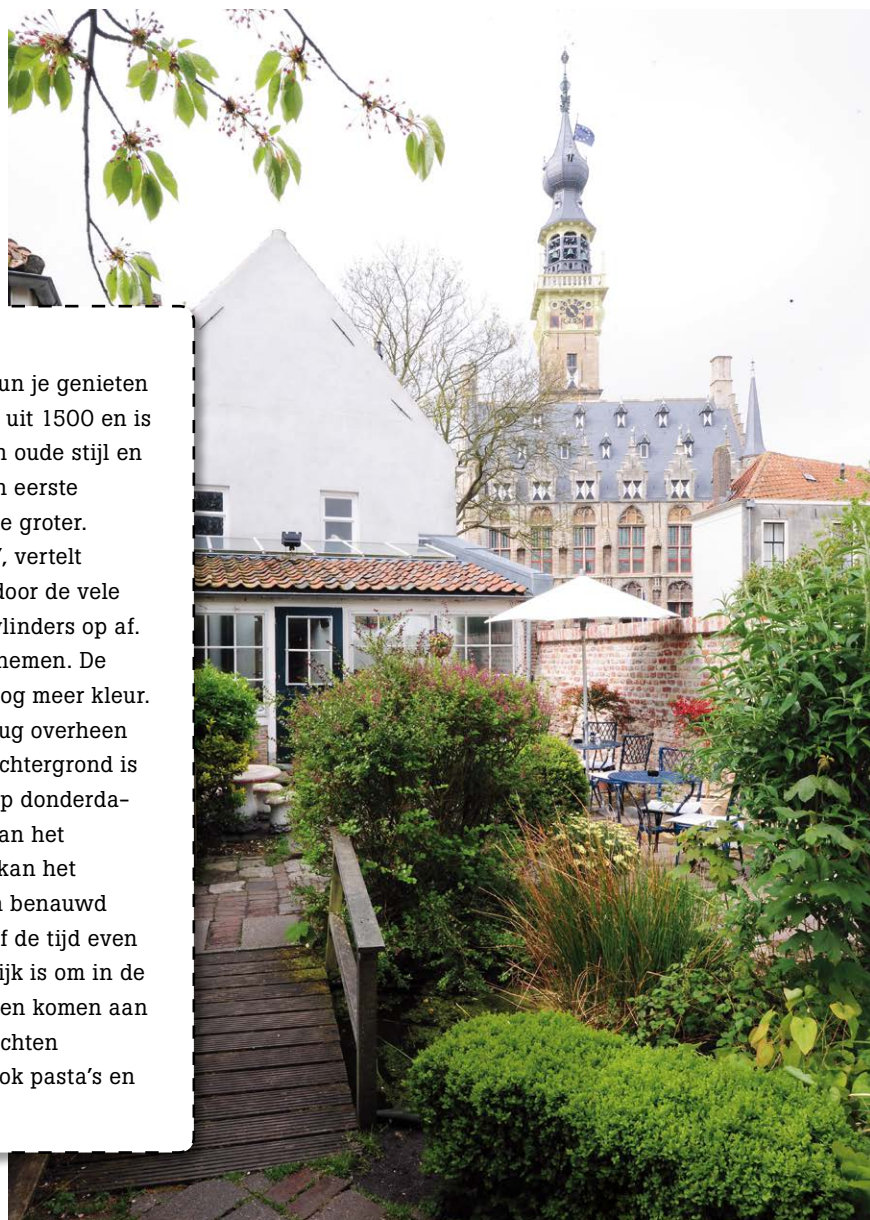 un je genieten
uit 1500 en is
n oude stijl en
n eerste
e groter.
, vertelt
door de vele
linders op af.
nemen. De
og meer kleur.
ug overheen
chtergrond is
p donderda-
an het
kan het
n benauwd
f de tijd even
ijk is om in de
en komen aan
chten
ok pasta's en